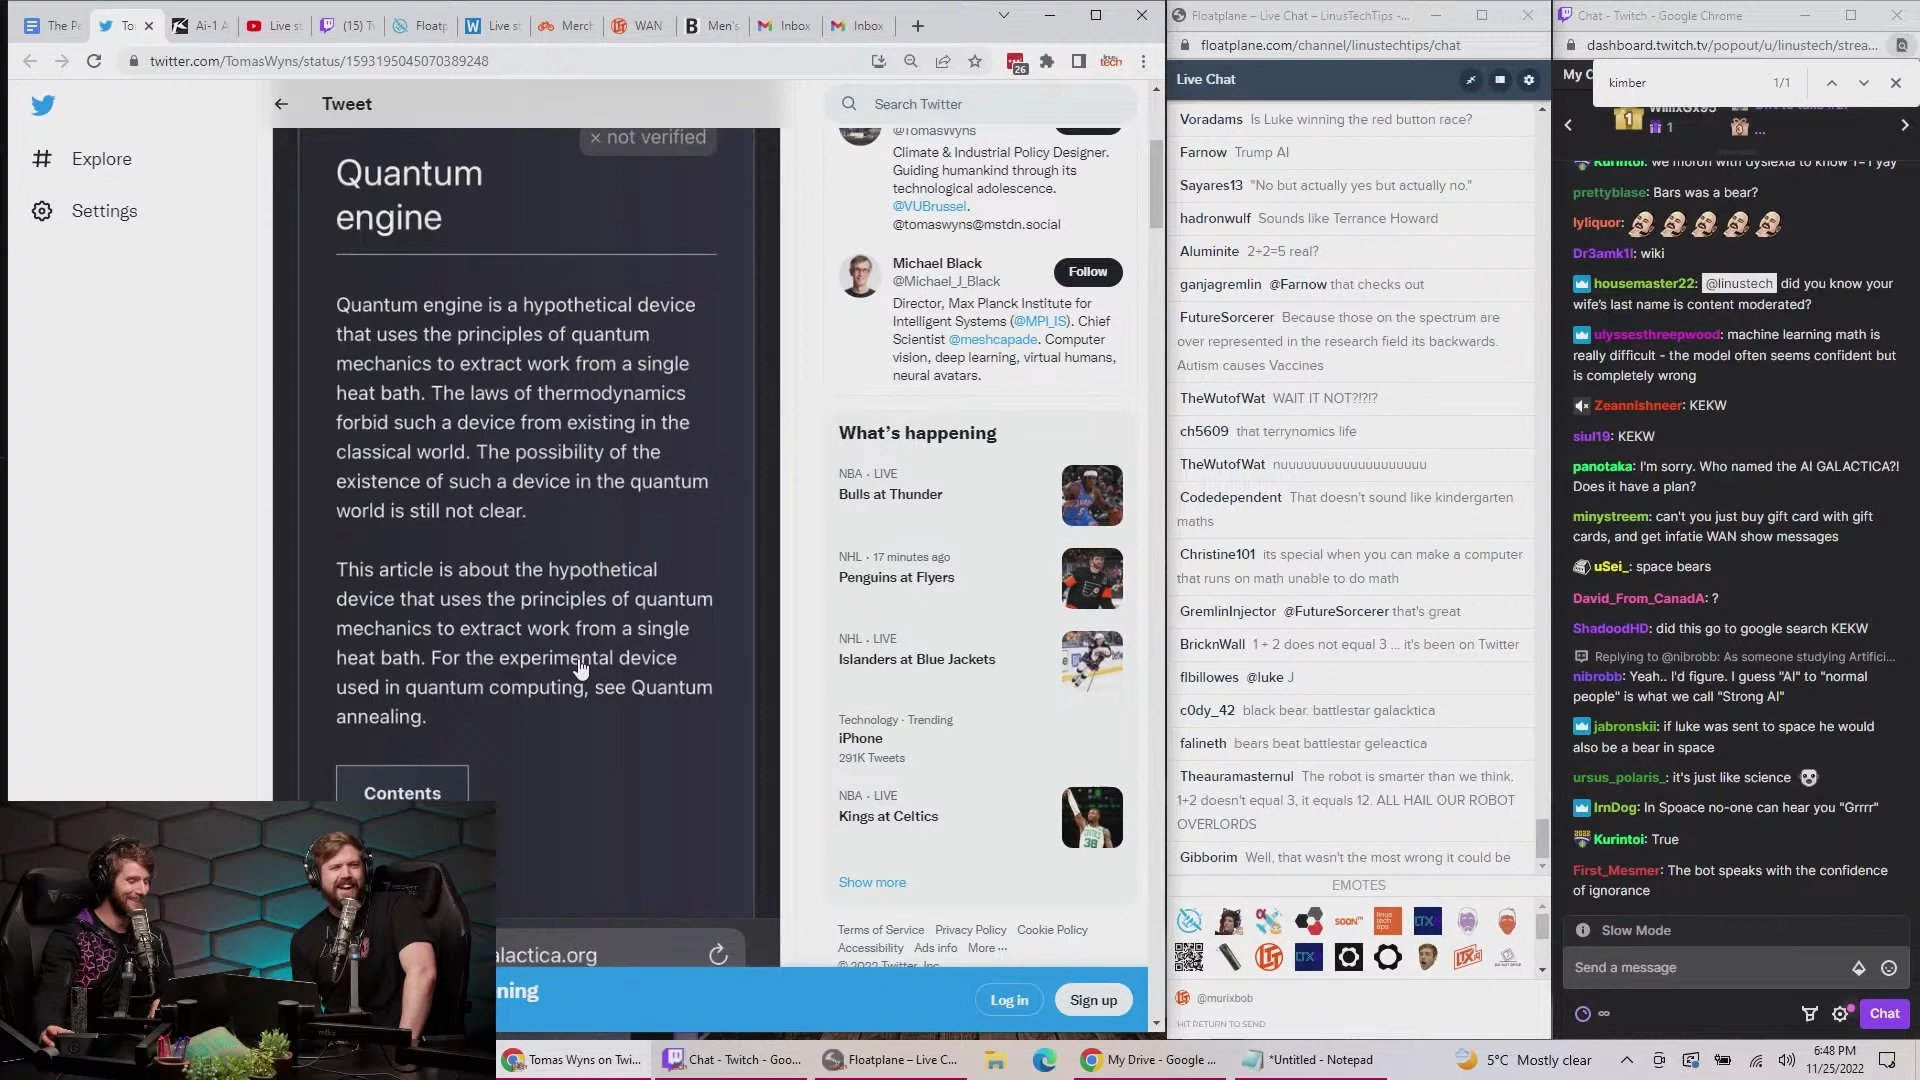 The Pe
To
Ai-1 A
Live st
(15) Tw
Floatp
Live st
Merch
WAN
Men's
Inbox
Inbox
twitter.com/TomasWyns/status/1593195045070389248
26
Explore
Settings
Tweet
× not verified
Quantum
engine
Quantum engine is a hypothetical device
that uses the principles of quantum
mechanics to extract work from a single
heat bath. The laws of thermodynamics
forbid such a device from existing in the
classical world. The possibility of the
existence of such a device in the quantum
world is still not clear.
This article is about the hypothetical
device that uses the principles of quantum
mechanics to extract work from a single
heat bath. For the experimental device
used in quantum computing, see Quantum
annealing.
Contents
alactica.org
ning
Log in
Sign up
Search Twitter
@TomasWyns
Climate & Industrial Policy Designer.
Guiding humankind through its
technological adolescence.
@VUBrussel.
@tomaswyns@mstdn.social
Michael Black
@Michael_J_Black
Follow
Director, Max Planck Institute for
Intelligent Systems (@MPI_IS). Chief
Scientist @meshcapade. Computer
vision, deep learning, virtual humans,
neural avatars.
What's happening
NBA · LIVE
Bulls at Thunder
NHL · 17 minutes ago
Penguins at Flyers
NHL · LIVE
Islanders at Blue Jackets
Technology · Trending
iPhone
291K Tweets
NBA · LIVE
Kings at Celtics
Show more
Terms of Service Privacy Policy Cookie Policy
Accessibility Ads info More ···
© 2022 Twitter, Inc.
Floatplane – Live Chat – LinusTechTips -...
floatplane.com/channel/linustechtips/chat
Live Chat
Voradams Is Luke winning the red button race?
Farnow Trump AI
Sayares13 "No but actually yes but actually no."
hadronwulf Sounds like Terrance Howard
Aluminite 2+2=5 real?
ganjagremlin @Farnow that checks out
FutureSorcerer Because those on the spectrum are
over represented in the research field its backwards.
Autism causes Vaccines
TheWutofWat WAIT IT NOT?!?!?
ch5609 that terrynomics life
TheWutofWat nuuuuuuuuuuuuuuuuuuu
Codedependent That doesn't sound like kindergarten
maths
Christine101 its special when you can make a computer
that runs on math unable to do math
GremlinInjector @FutureSorcerer that's great
BricknWall 1 + 2 does not equal 3 ... it's been on Twitter
flbillowes @luke J
c0dy_42 black bear. battlestar galacktica
falineth bears beat battlestar geleactica
Theauramasternul The robot is smarter than we think.
1+2 doesn't equal 3, it equals 12. ALL HAIL OUR ROBOT
OVERLORDS
Gibborim Well, that wasn't the most wrong it could be
EMOTES
SOON
LTX
LTX
@murixbob
HIT RETURN TO SEND
Chat - Twitch - Google Chrome
dashboard.twitch.tv/popout/u/linustech/strea...
My C
kimber
1/1
WillixGx95
1
1
3
...
Kurintoi: we moron with dyslexia to know 1=1 yay
prettyblase: Bars was a bear?
lyliquor:
Dr3amk1l: wiki
housemaster22: @linustech did you know your
wife's last name is content moderated?
ulyssesthreepwood: machine learning math is
really difficult - the model often seems confident but
is completely wrong
ZeannIshneer: KEKW
siul19: KEKW
panotaka: I'm sorry. Who named the AI GALACTICA?!
Does it have a plan?
minystreem: can't you just buy gift card with gift
cards, and get infatie WAN show messages
uSei_: space bears
David_From_CanadA: ?
ShadoodHD: did this go to google search KEKW
Replying to @nibrobb: As someone studying Artifici...
nibrobb: Yeah.. I'd figure. I guess "AI" to "normal
people" is what we call "Strong AI"
jabronskii: if luke was sent to space he would
also be a bear in space
ursus_polaris_: it's just like science
IrnDog: In Spoace no-one can hear you "Grrrr"
Kurintoi: True
First_Mesmer: The bot speaks with the confidence
of ignorance
Slow Mode
Send a message
Chat
Tomas Wyns on Twi...
Chat - Twitch - Goo...
Floatplane – Live C...
My Drive - Google ...
*Untitled - Notepad
5°C Mostly clear
6:48 PM
11/25/2022